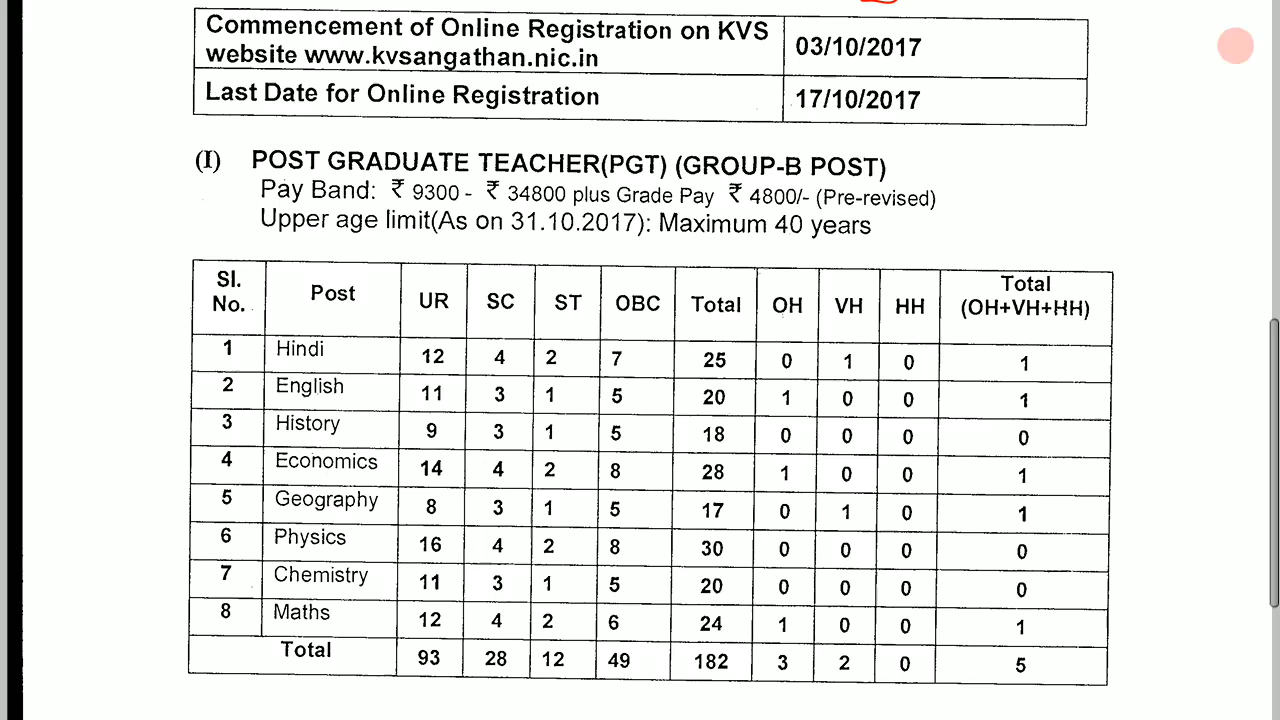 Commencement of Online Registration on KVS
website www.kvsangathan.nic.in
03/10/2017
Last Date for Online Registration
17/10/2017
(I) POST GRADUATE TEACHER(PGT) (GROUP-B POST)
Pay Band: ₹ 9300 - ₹ 34800 plus Grade Pay ₹ 4800/- (Pre-revised)
Upper age limit(As on 31.10.2017): Maximum 40 years
Sl. No. Post UR SC ST OBC Total OH VH HH Total (OH+VH+HH)
1 Hindi 12 4 2 7 25 0 1 0 1
2 English 11 3 1 5 20 1 0 0 1
3 History 9 3 1 5 18 0 0 0 0
4 Economics 14 4 2 8 28 1 0 0 1
5 Geography 8 3 1 5 17 0 1 0 1
6 Physics 16 4 2 8 30 0 0 0 0
7 Chemistry 11 3 1 5 20 0 0 0 0
8 Maths 12 4 2 6 24 1 0 0 1
Total 93 28 12 49 182 3 2 0 5